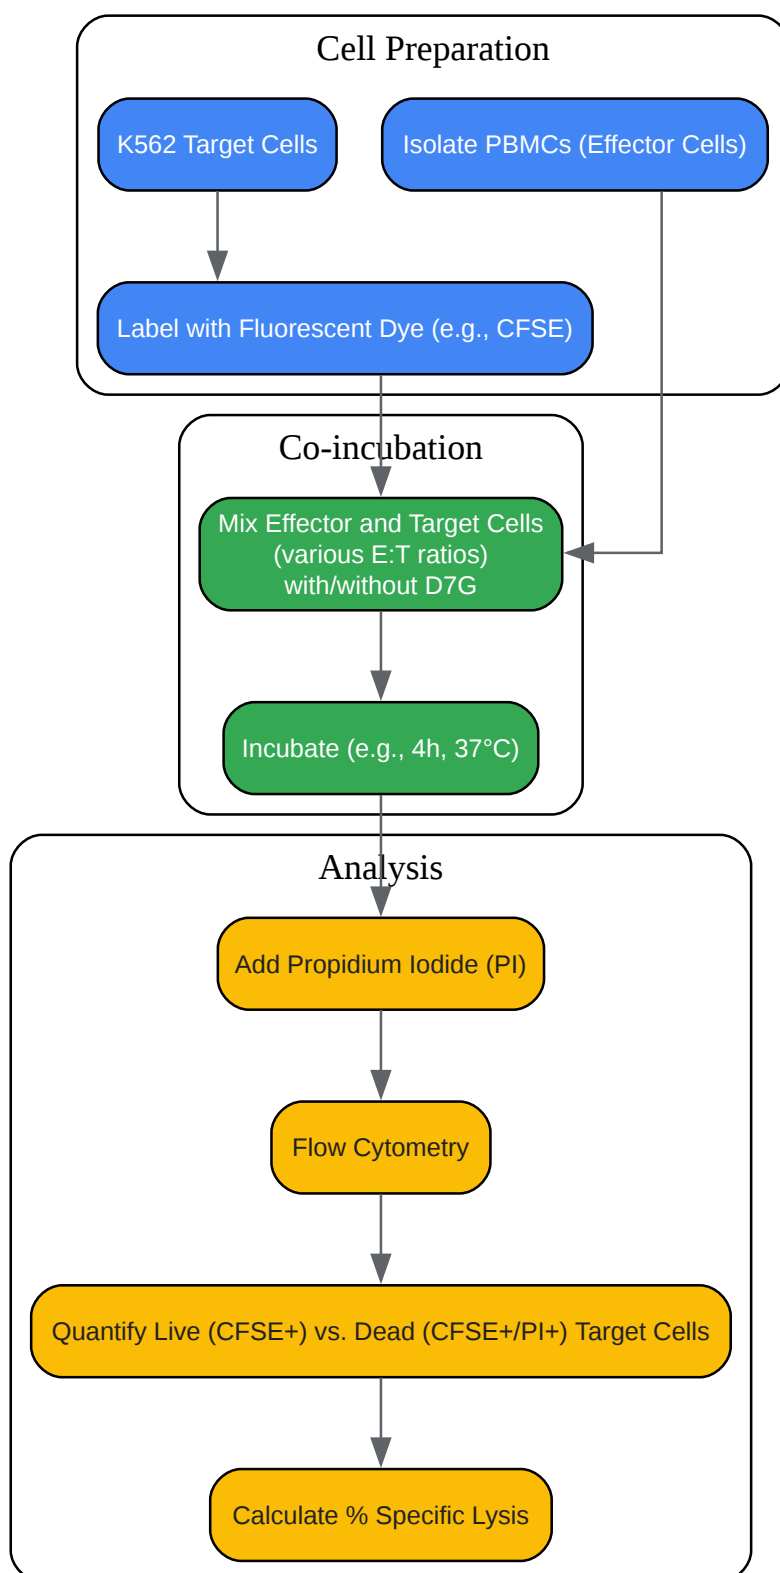 Cell Preparation
K562 Target Cells
Isolate PBMCs (Effector Cells)
Label with Fluorescent Dye (e.g., CFSE)
Co-incubation
Mix Effector and Target Cells
(various E:T ratios)
with/without D7G
Incubate (e.g., 4h, 37°C)
Analysis
Add Propidium Iodide (PI)
Flow Cytometry
Quantify Live (CFSE+) vs. Dead (CFSE+/PI+) Target Cells
Calculate % Specific Lysis